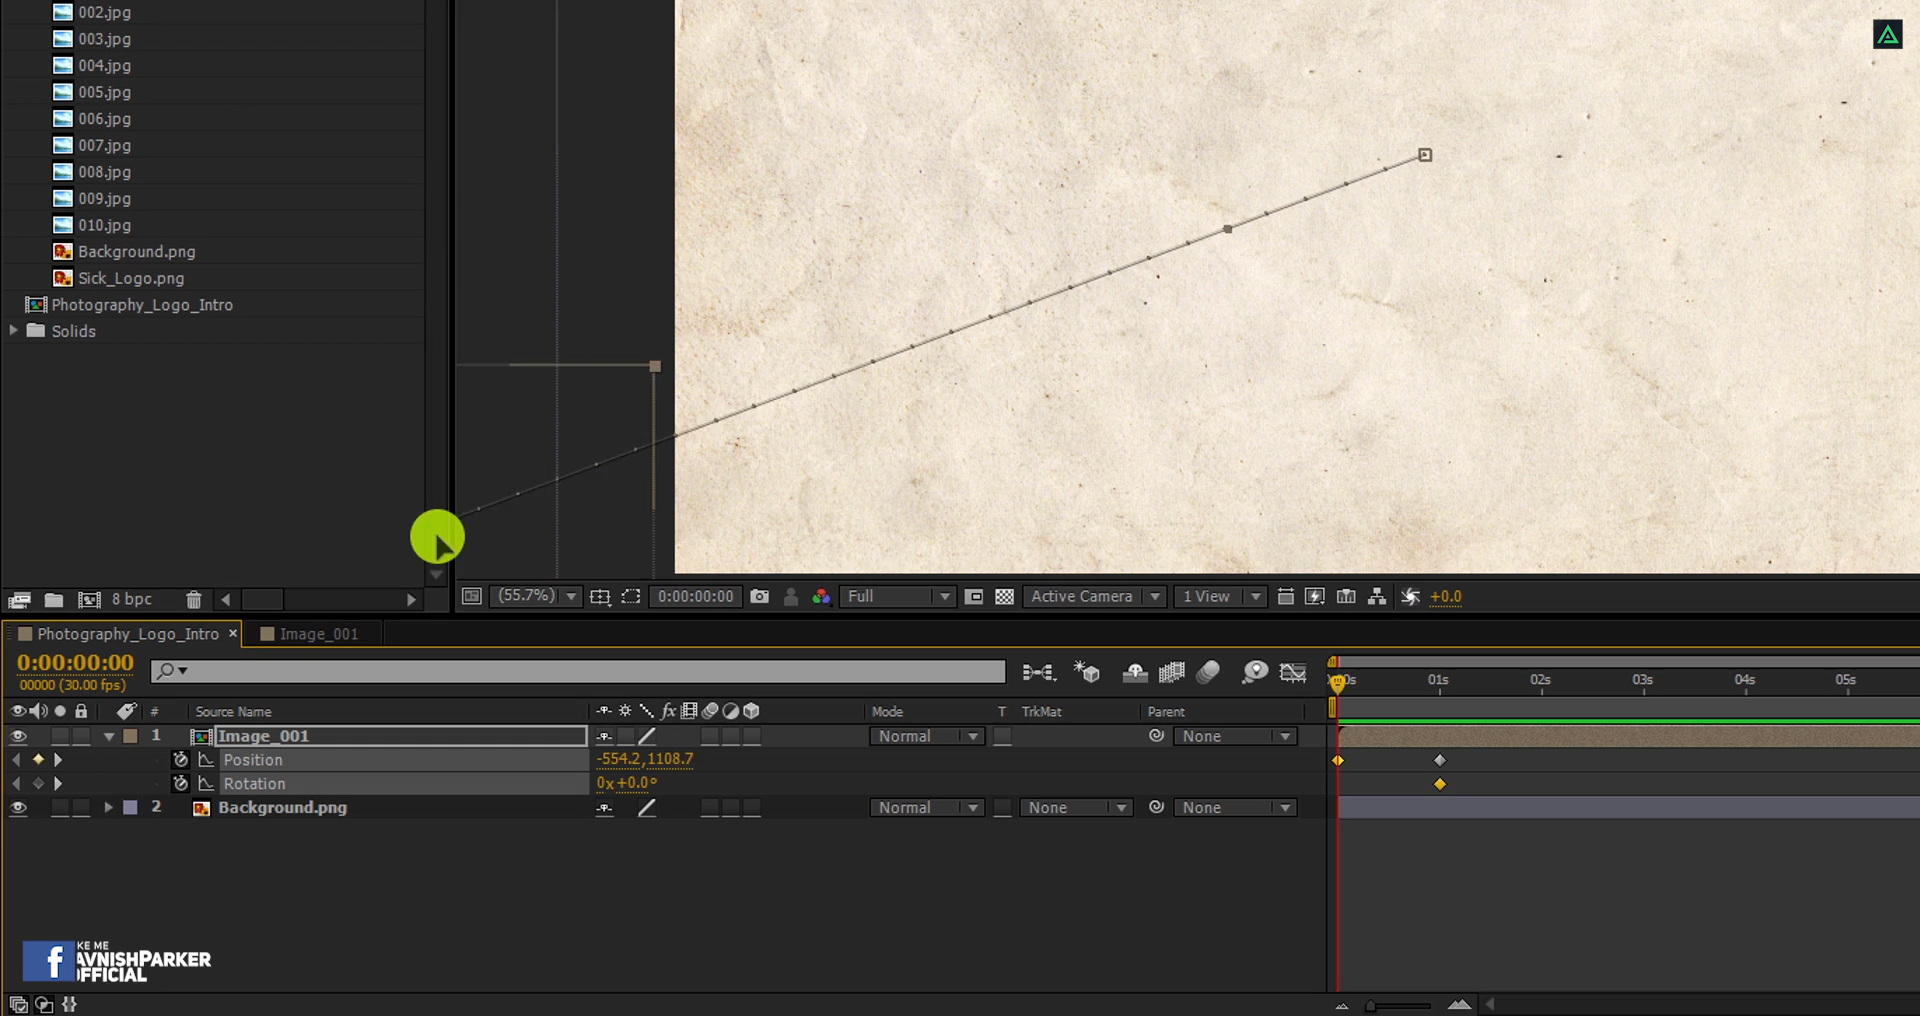 002.jpg
003.jpg
004.jpg
005.jpg
006.jpg
007.jpg
008.jpg
009.jpg
010.jpg
Background.png
Sick_Logo.png
Photography_Logo_Intro
Solids
8 bpc
(55.7%)
0:00:00:00
Full
Active Camera
1 View
+0.0
Photography_Logo_Intro
Image_001
0:00:00:00
00000 (30.00 fps)
01s
02s
03s
04s
05s
#
Source Name
fx
Mode
T
TrkMat
Parent
1
Image_001
Normal
None
Position
-554.2,1108.7
Rotation
0x+0.0°
2
Background.png
Normal
None
None
KE ME
AVNISHPARKER
OFFICIAL